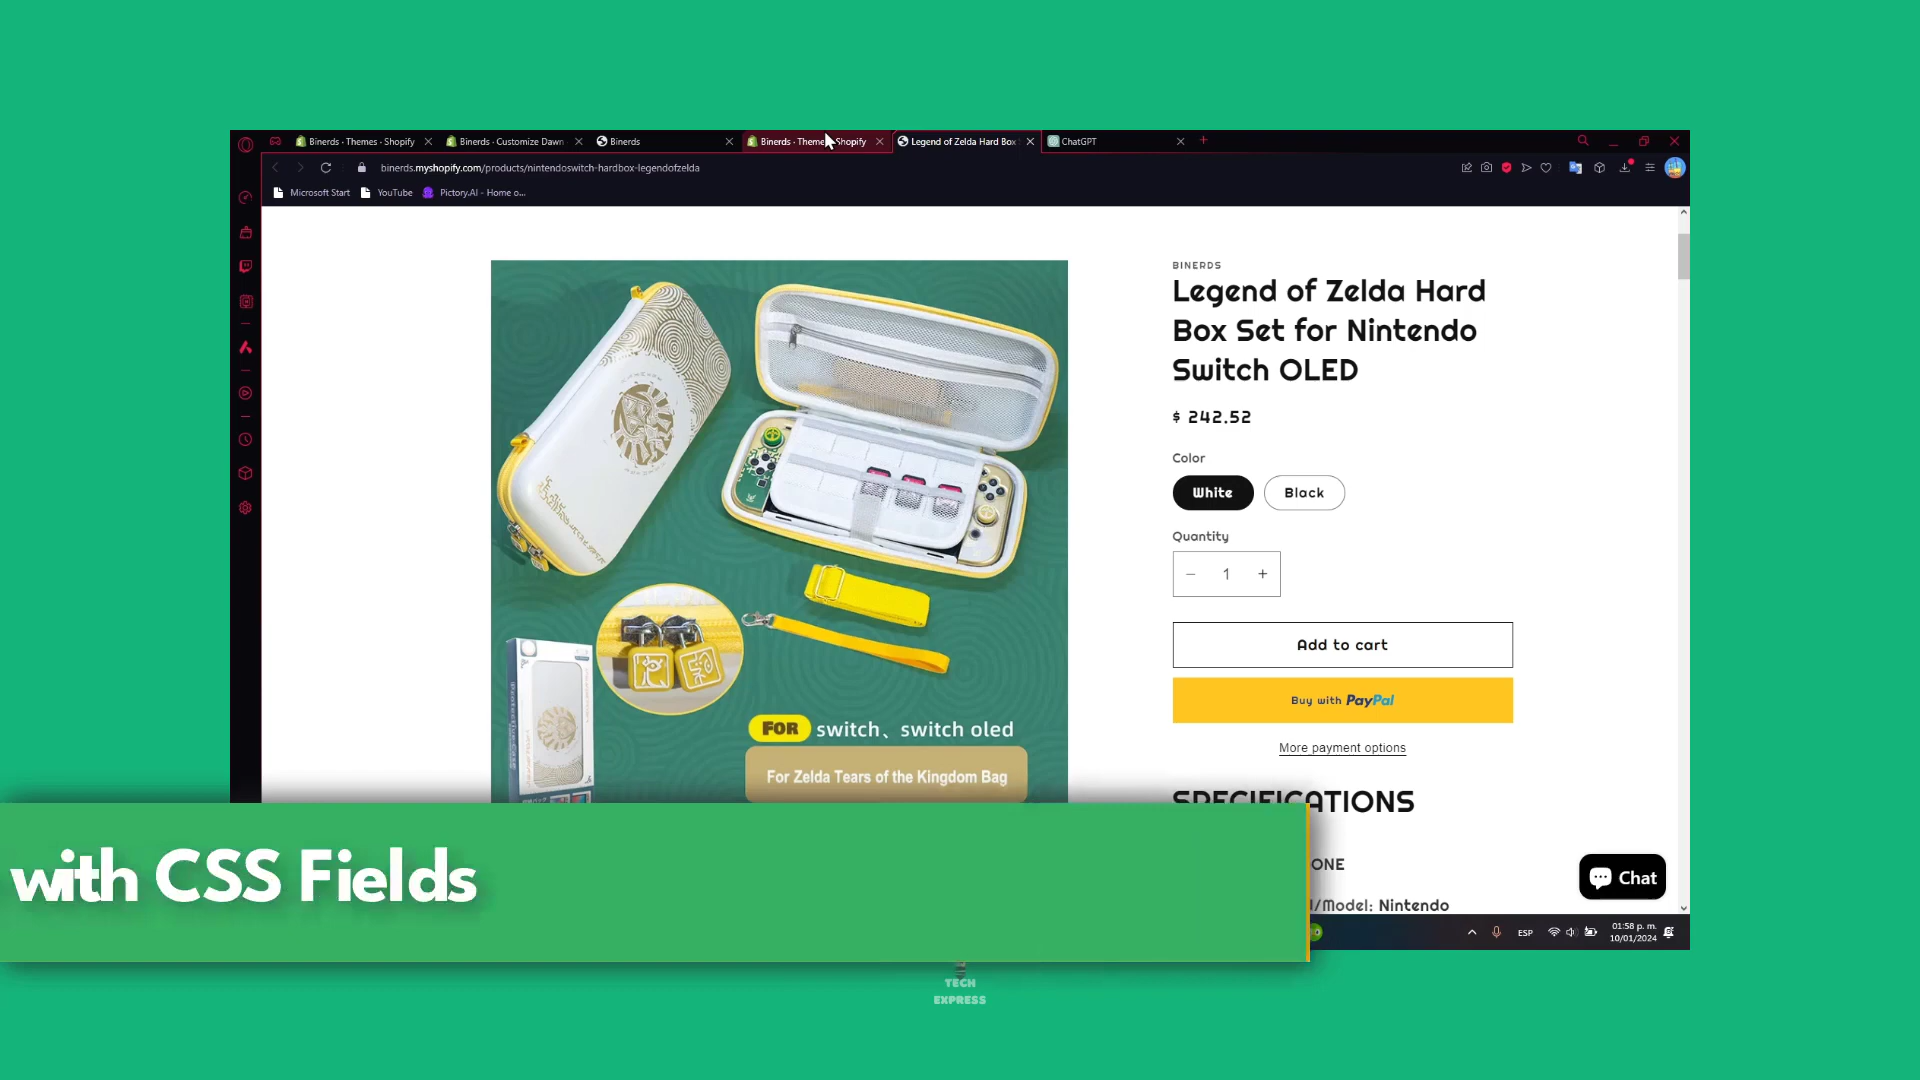 Binerds · Themes · Shopify
Binerds · Customize Dawn
Binerds
Binerds · Themes · Shopify
Legend of Zelda Hard Box
ChatGPT
binerds.myshopify.com/products/nintendoswitch-hardbox-legendofzelda
Microsoft Start
YouTube
Pictory.AI - Home o...
BINERDS
Legend of Zelda Hard
Box Set for Nintendo
Switch OLED
$ 242.52
Color
White
Black
Quantity
1
Add to cart
Buy with PayPal
More payment options
FOR switch、switch oled
For Zelda Tears of the Kingdom Bag
SPECIFICATIONS
ONE
/Model: Nintendo
Chat
with CSS Fields
ESP
01:58 p. m.
10/01/2024
TECH
EXPRESS